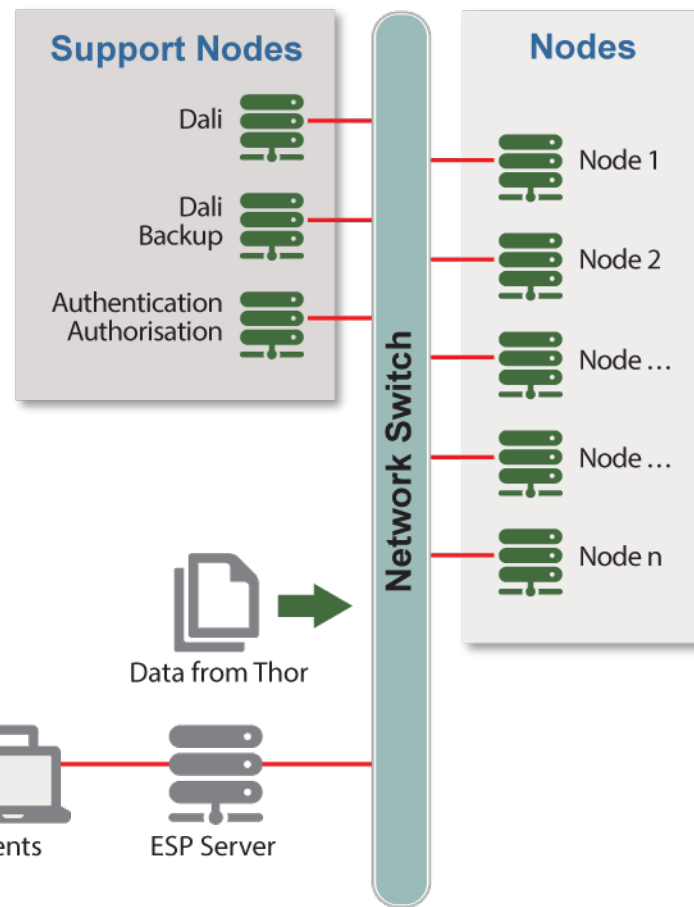 Support Nodes
Dali
Dali
Backup
Authentication
Authorisation
Network Switch
Nodes
Node 1
Node 2
Node ...
Node ...
Node n
Data from Thor
ESP Server